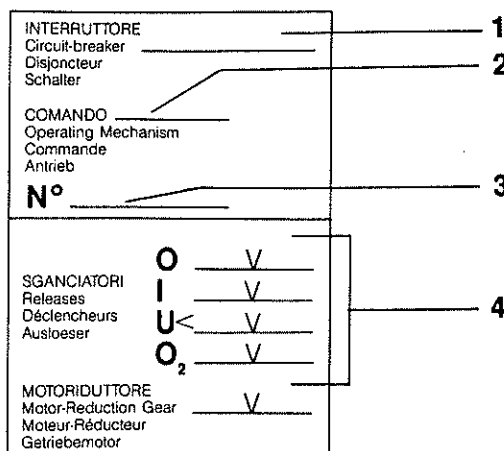 INTERRUTTORE
Circuit-breaker
Disjoncteur
Schalter
1
2
COMANDO
Operating Mechanism
Commande
Antrieb
N° 3
O V
SGANCIATORI
Releases
Déclencheurs
Ausloeser
I V
U< V
O₂ V
4
MOTORIDUTTORE
Motor-Reduction Gear
Moteur-Réducteur
Getriebemotor
V